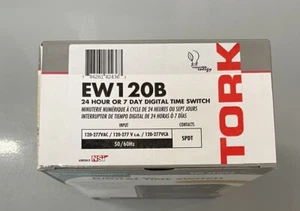 EW120B
24 HOUR OR 7 DAY DIGITAL TIME SWITCH
MINUTERIE NUMÉRIQUE À CYCLE DE 24 HEURES OU SEPT JOURS
INTERRUPTOR DE TIEMPO DIGITAL DE 24 HORAS Ó 7 DÍAS
INPUT
CONTACTS
120-277VAC / 120-277 V c.a. / 120-277VCA
SPDT
50/60Hz
NSI
TORK